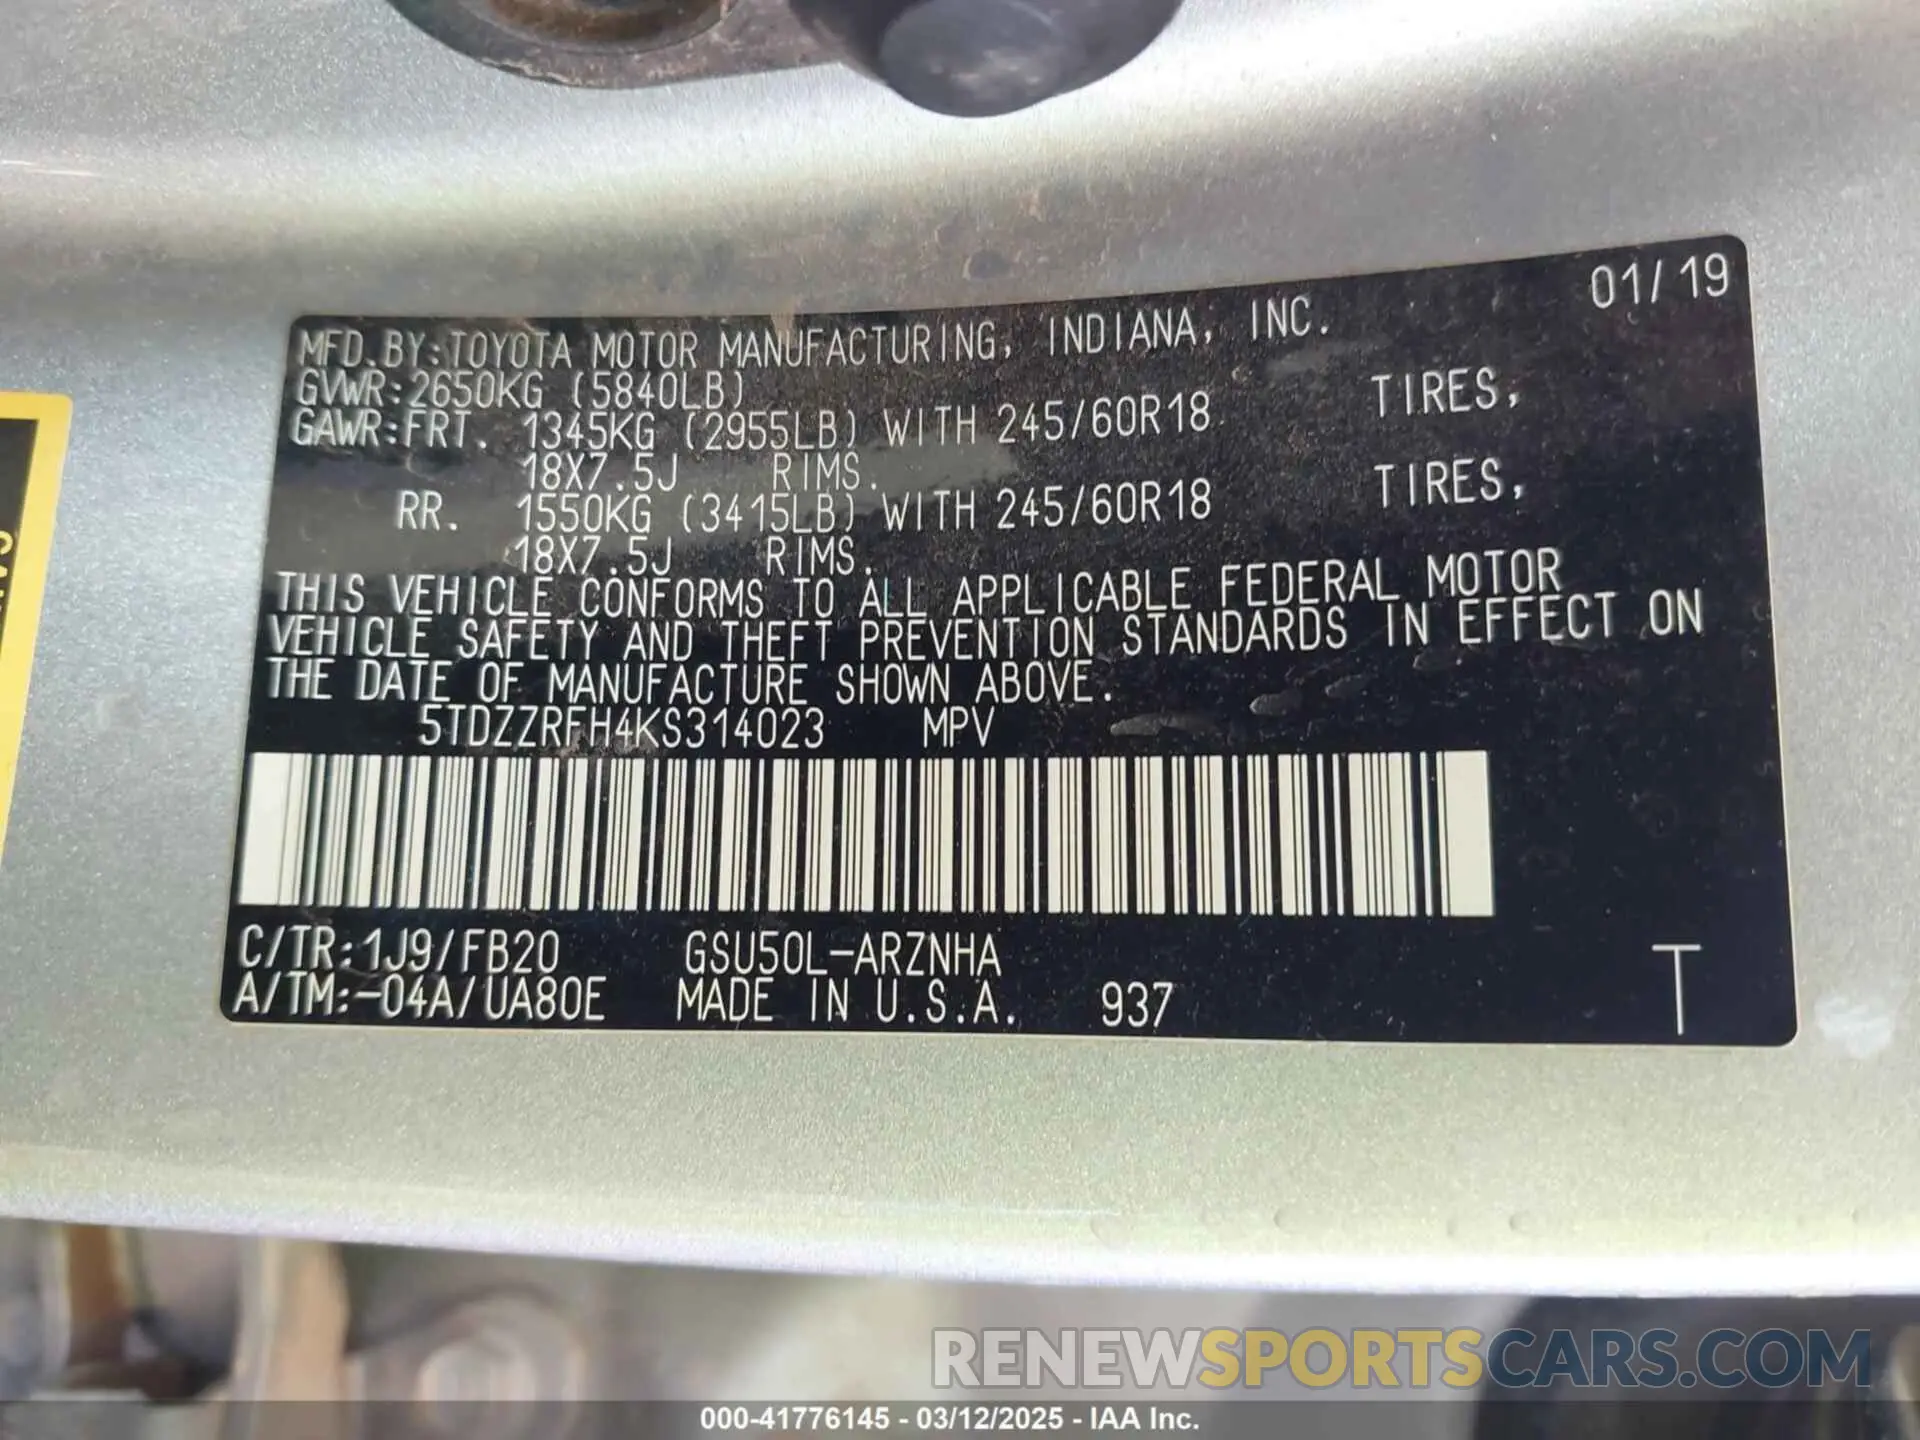 01/19
MFD.BY:TOYOTA MOTOR MANUFACTURING, INDIANA, INC.
GVWR:2650KG (5840LB)
GAWR:FRT. 1345KG (2955LB) WITH 245/60R18 TIRES,
18X7.5J RIMS.
RR. 1550KG (3415LB) WITH 245/60R18 TIRES,
18X7.5J RIMS.
THIS VEHICLE CONFORMS TO ALL APPLICABLE FEDERAL MOTOR
VEHICLE SAFETY AND THEFT PREVENTION STANDARDS IN EFFECT ON
THE DATE OF MANUFACTURE SHOWN ABOVE.
5TDZZRFH4KS314023 MPV
C/TR:1J9/FB20 GSU50L-ARZNHA
A/TM:-04A/UA80E MADE IN U.S.A. 937 T
RENEWSPORTSCARS.COM
000-41776145 - 03/12/2025 - IAA Inc.